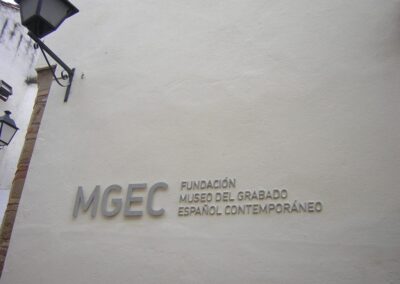 MGEC
FUNDACIÓN
MUSEO DEL GRABADO
ESPAÑOL CONTEMPORÁNEO